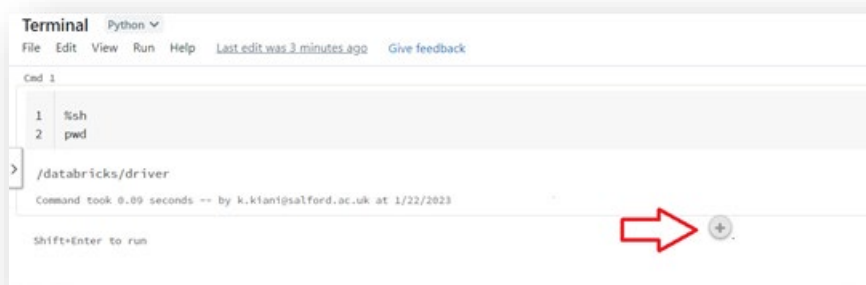 Terminal Python
File Edit View Run Help Last edit was 3 minutes ago Give feedback
Cmd 1
1 %sh
2 pwd
/databricks/driver
Command took 0.09 seconds -- by k.kiani@salford.ac.uk at 1/22/2023
Shift+Enter to run